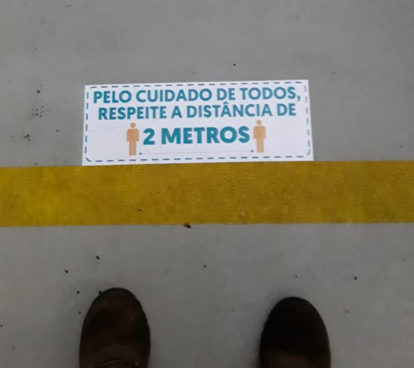 PELO CUIDADO DE TODOS,
RESPEITE A DISTÂNCIA DE
2 METROS